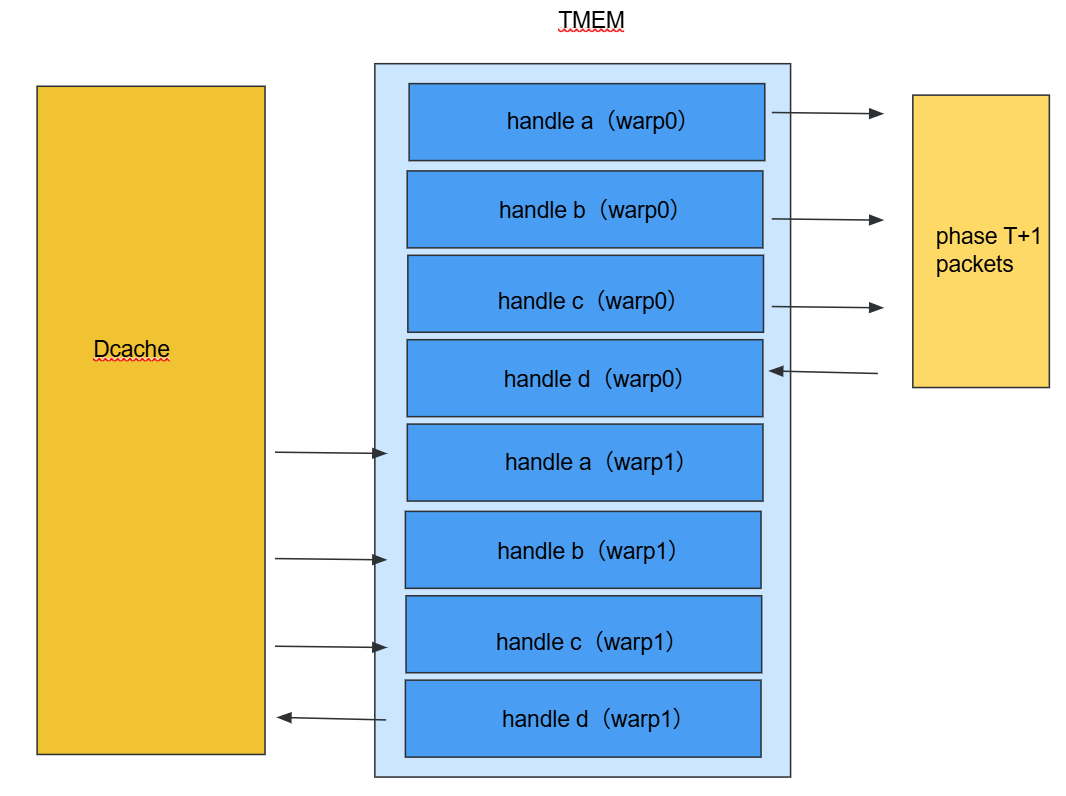 TMEM
handle a（warp0）
handle b（warp0）
handle c（warp0）
handle d（warp0）
handle a（warp1）
handle b（warp1）
handle c（warp1）
handle d（warp1）
Dcache
phase T+1
packets